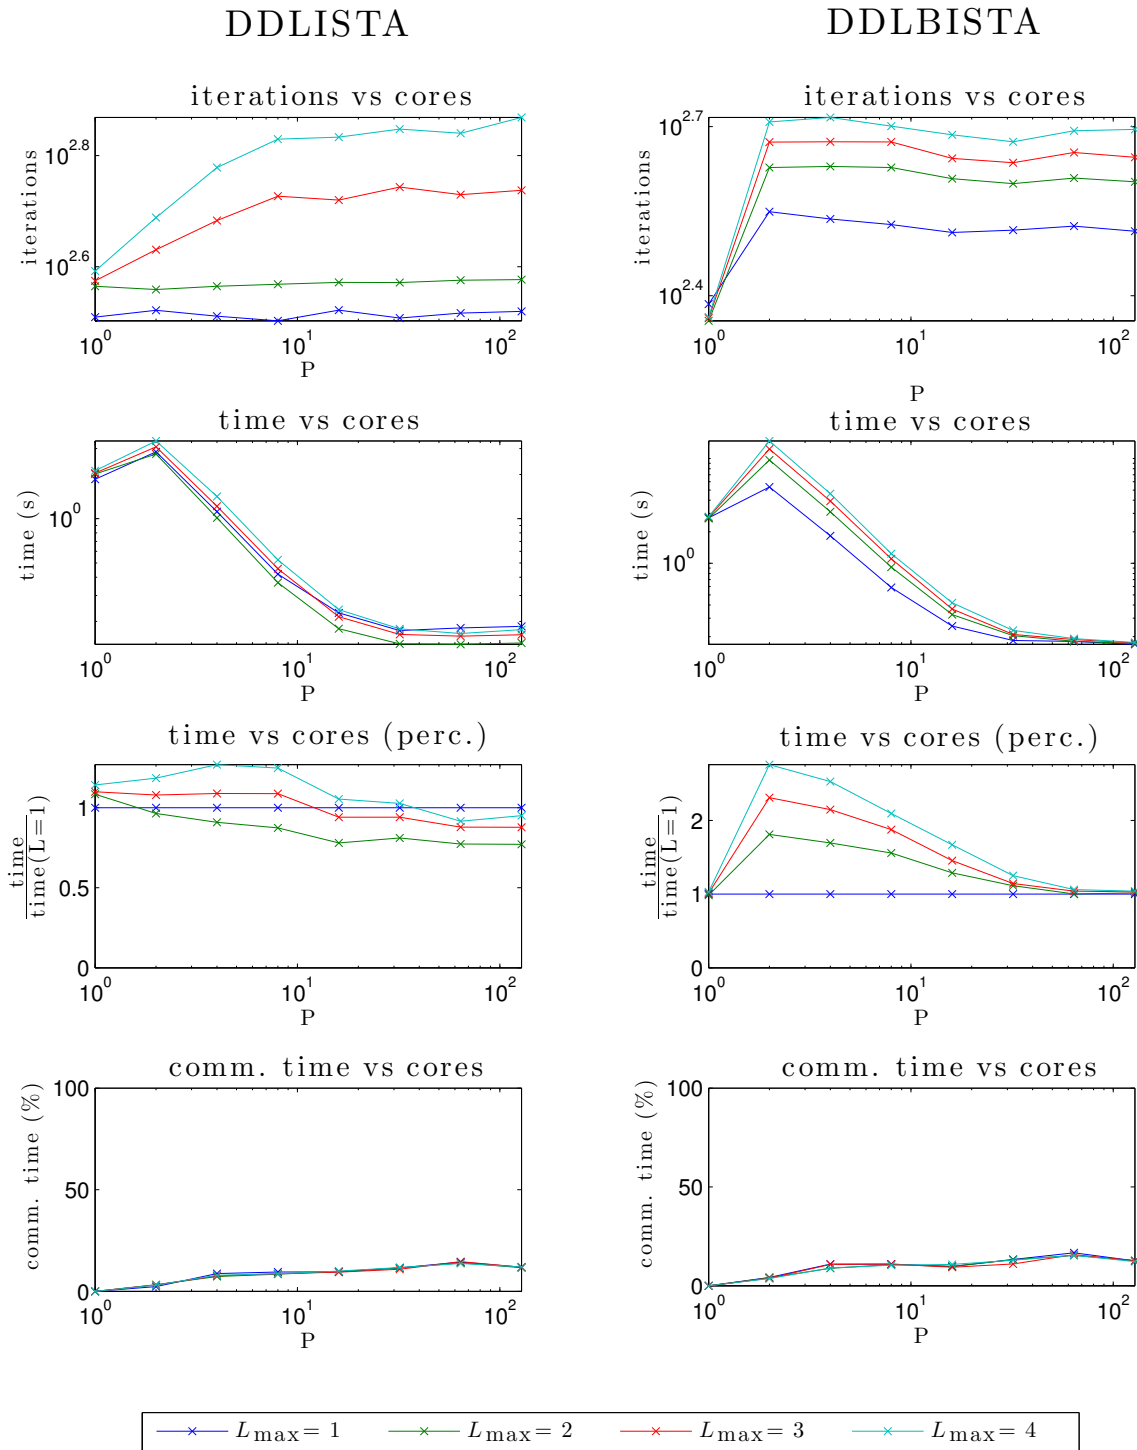 DDLISTA
DDLBISTA
iterations vs cores
iterations
10^2.8
10^2.6
10^0
10^1
10^2
P
iterations vs cores
iterations
10^2.7
10^2.4
10^0
10^1
10^2
P
time vs cores
time (s)
10^0
10^0
10^1
10^2
P
time vs cores
time (s)
10^0
10^0
10^1
10^2
P
time vs cores (perc.)
time
time(L=1)
1
0.5
0
10^0
10^1
10^2
P
time vs cores (perc.)
time
time(L=1)
2
1
0
10^0
10^1
10^2
P
comm. time vs cores
comm. time (%)
100
50
0
10^0
10^1
10^2
P
comm. time vs cores
comm. time (%)
100
50
0
10^0
10^1
10^2
P
L_max = 1 L_max = 2 L_max = 3 L_max = 4